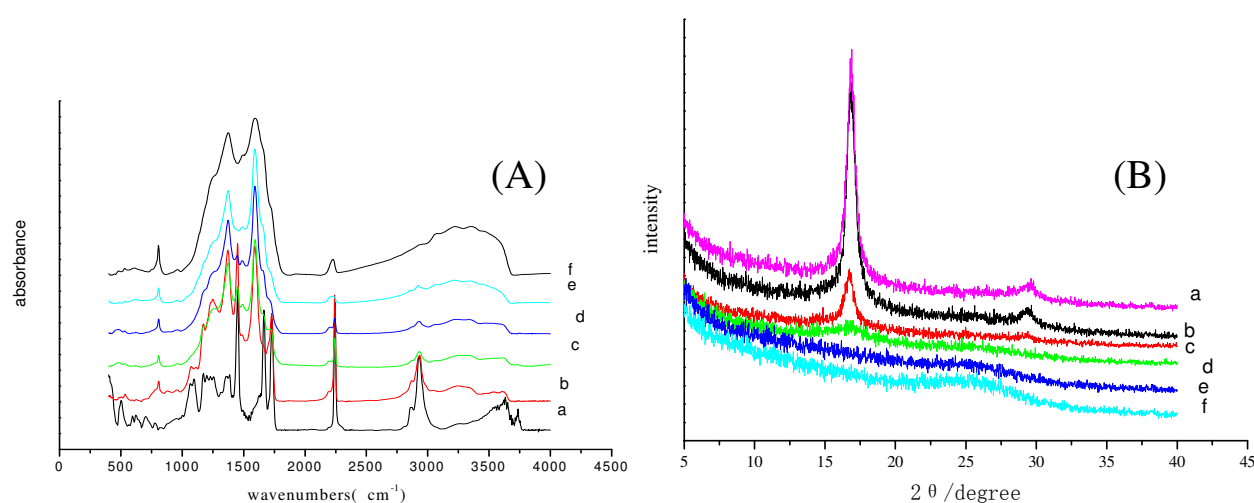 (A)
absorbance
f
e
d
c
b
a
0 500 1000 1500 2000 2500 3000 3500 4000 4500
wavenumbers( cm-1)
(B)
intensity
a
b
c
d
e
f
5 10 15 20 25 30 35 40 45
2 θ /degree